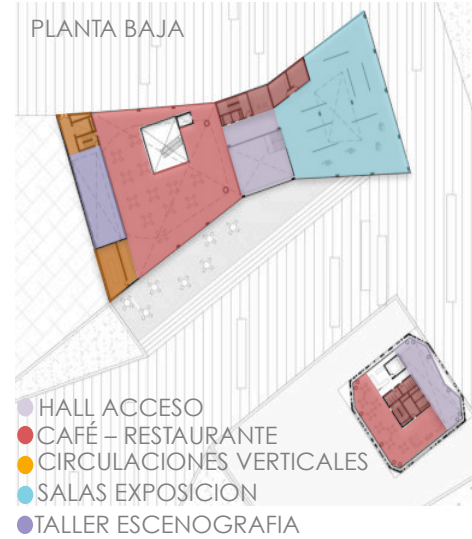 PLANTA BAJA
HALL ACCESO
CAFÉ – RESTAURANTE
CIRCULACIONES VERTICALES
SALAS EXPOSICION
TALLER ESCENOGRAFIA